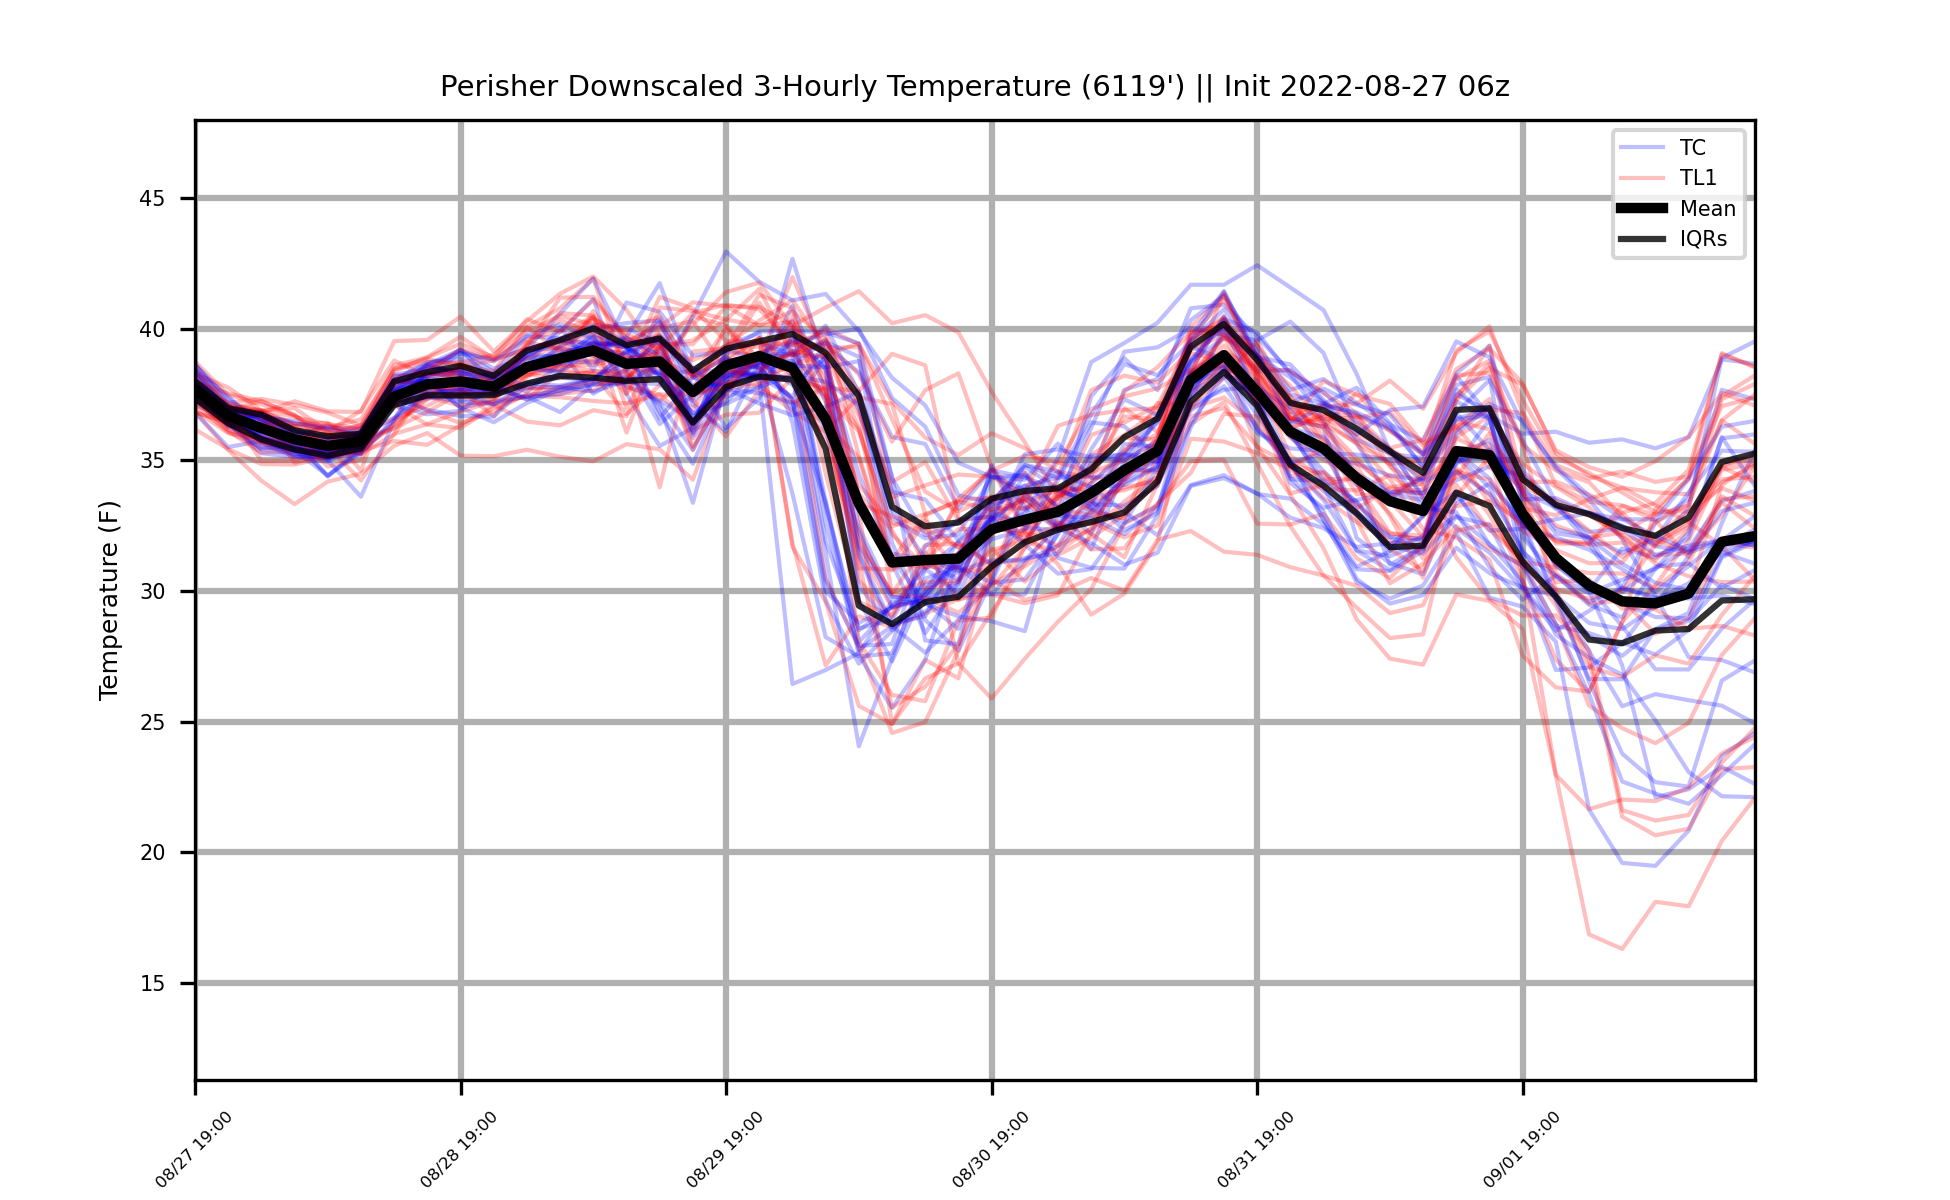 Perisher Downscaled 3-Hourly Temperature (6119') || Init 2022-08-27 06z
TC
TL1
Mean
IQRs
Temperature (F)
45
40
35
30
25
20
15
08/27 19:00
08/28 19:00
08/29 19:00
08/30 19:00
08/31 19:00
09/01 19:00